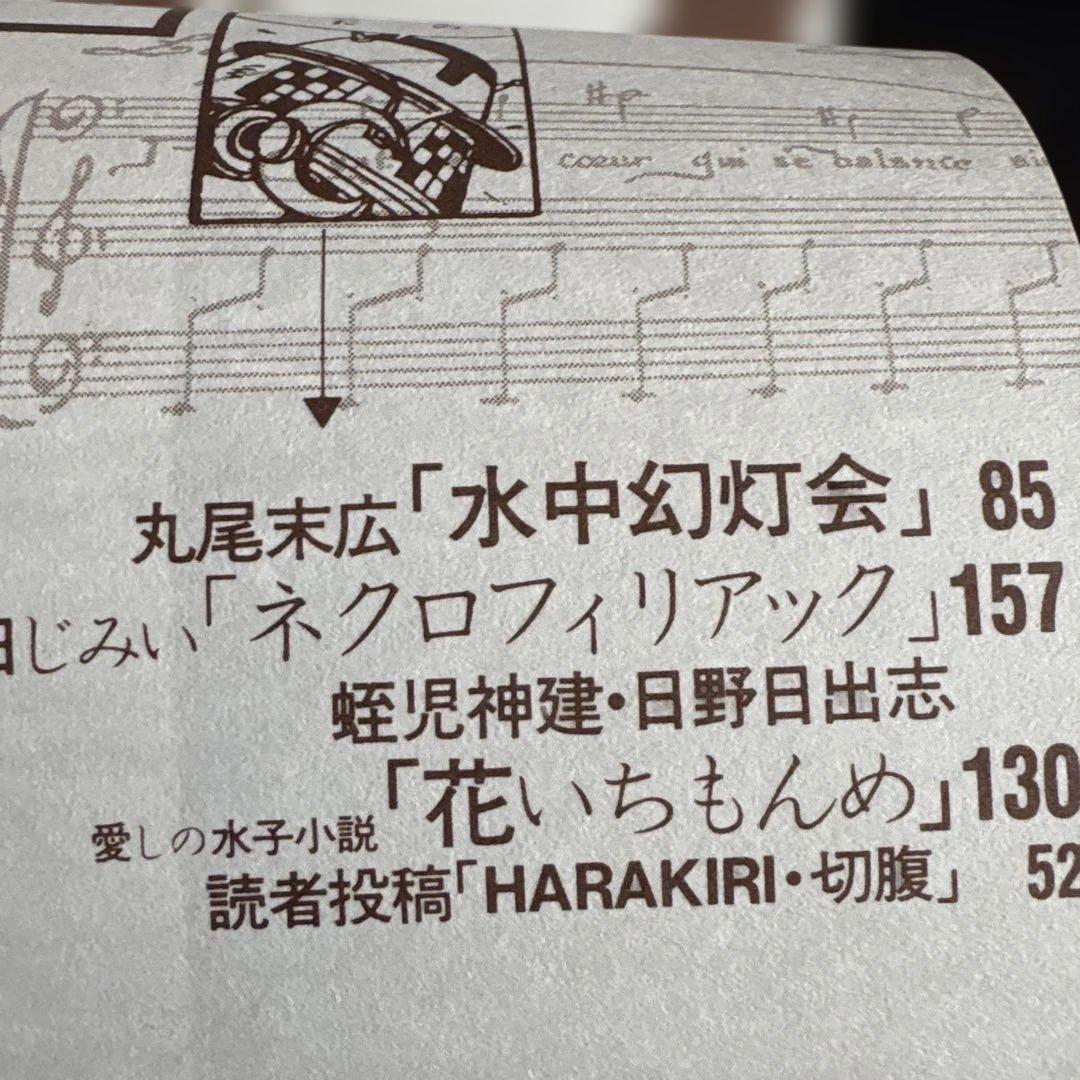 coeur qui se balance au
丸尾末広「水中幻灯会」 85
じみい「ネクロフィリアック」157
蛭児神建・日野日出志
愛しの水子小説「花いちもんめ」130
読者投稿「HARAKIRI・切腹」 52